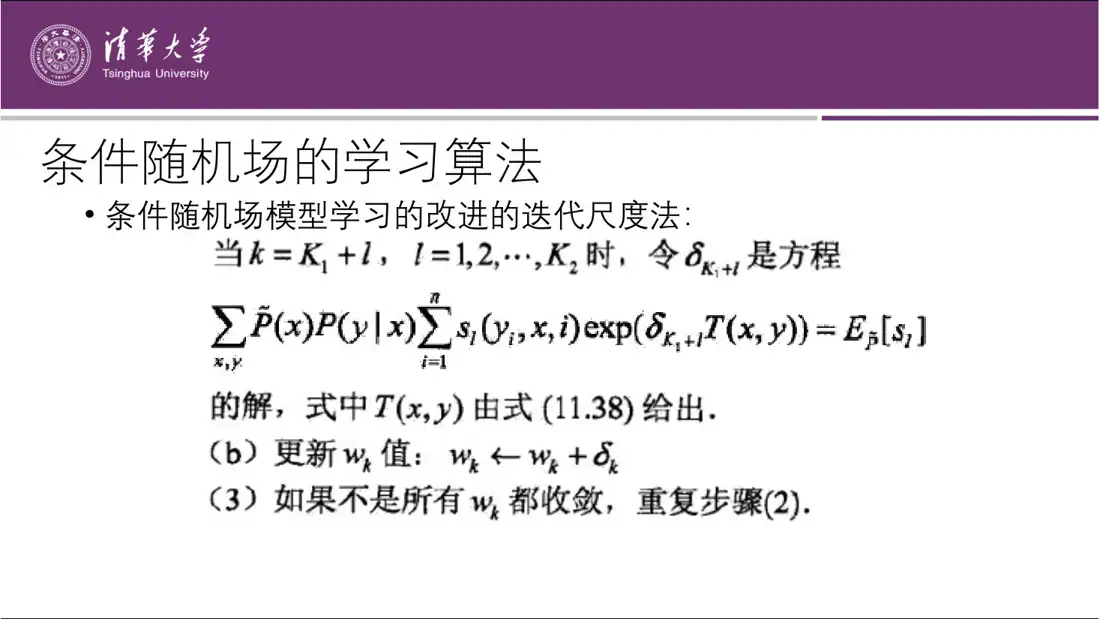 清华大学
Tsinghua University
条件随机场的学习算法
• 条件随机场模型学习的改进的迭代尺度法：
当 k = K₁ + l ， l = 1,2,⋯,K₂ 时，令 δ_{K₁+l} 是方程
∑_{x,y} P̃(x)P(y|x) ∑_{i=1}^{n} s_l(y_i, x, i) exp(δ_{K₁+l} T(x, y)) = E_{P̃}[s_l]
的解，式中 T(x, y) 由式 (11.38) 给出.
（b）更新 w_k 值： w_k ← w_k + δ_k
（3）如果不是所有 w_k 都收敛，重复步骤(2).